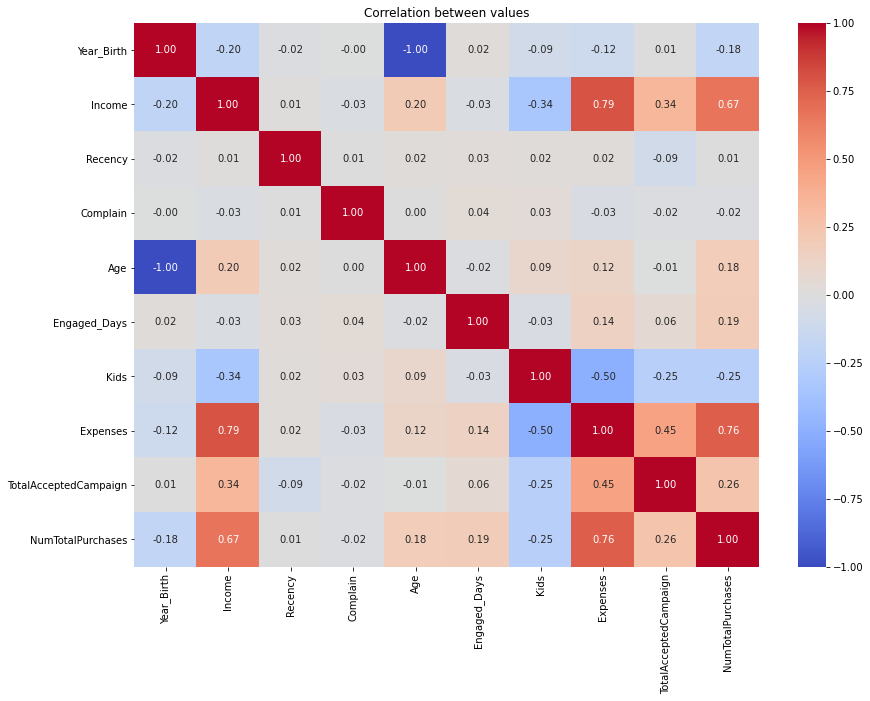 Correlation between values
Year_Birth 1.00 -0.20 -0.02 -0.00 -1.00 0.02 -0.09 -0.12 0.01 -0.18
Income -0.20 1.00 0.01 -0.03 0.20 -0.03 -0.34 0.79 0.34 0.67
Recency -0.02 0.01 1.00 0.01 0.02 0.03 0.02 0.02 -0.09 0.01
Complain -0.00 -0.03 0.01 1.00 0.00 0.04 0.03 -0.03 -0.02 -0.02
Age -1.00 0.20 0.02 0.00 1.00 -0.02 0.09 0.12 -0.01 0.18
Engaged_Days 0.02 -0.03 0.03 0.04 -0.02 1.00 -0.03 0.14 0.06 0.19
Kids -0.09 -0.34 0.02 0.03 0.09 -0.03 1.00 -0.50 -0.25 -0.25
Expenses -0.12 0.79 0.02 -0.03 0.12 0.14 -0.50 1.00 0.45 0.76
TotalAcceptedCampaign 0.01 0.34 -0.09 -0.02 -0.01 0.06 -0.25 0.45 1.00 0.26
NumTotalPurchases -0.18 0.67 0.01 -0.02 0.18 0.19 -0.25 0.76 0.26 1.00
Year_Birth
Income
Recency
Complain
Age
Engaged_Days
Kids
Expenses
TotalAcceptedCampaign
NumTotalPurchases
1.00
0.75
0.50
0.25
0.00
−0.25
−0.50
−0.75
−1.00